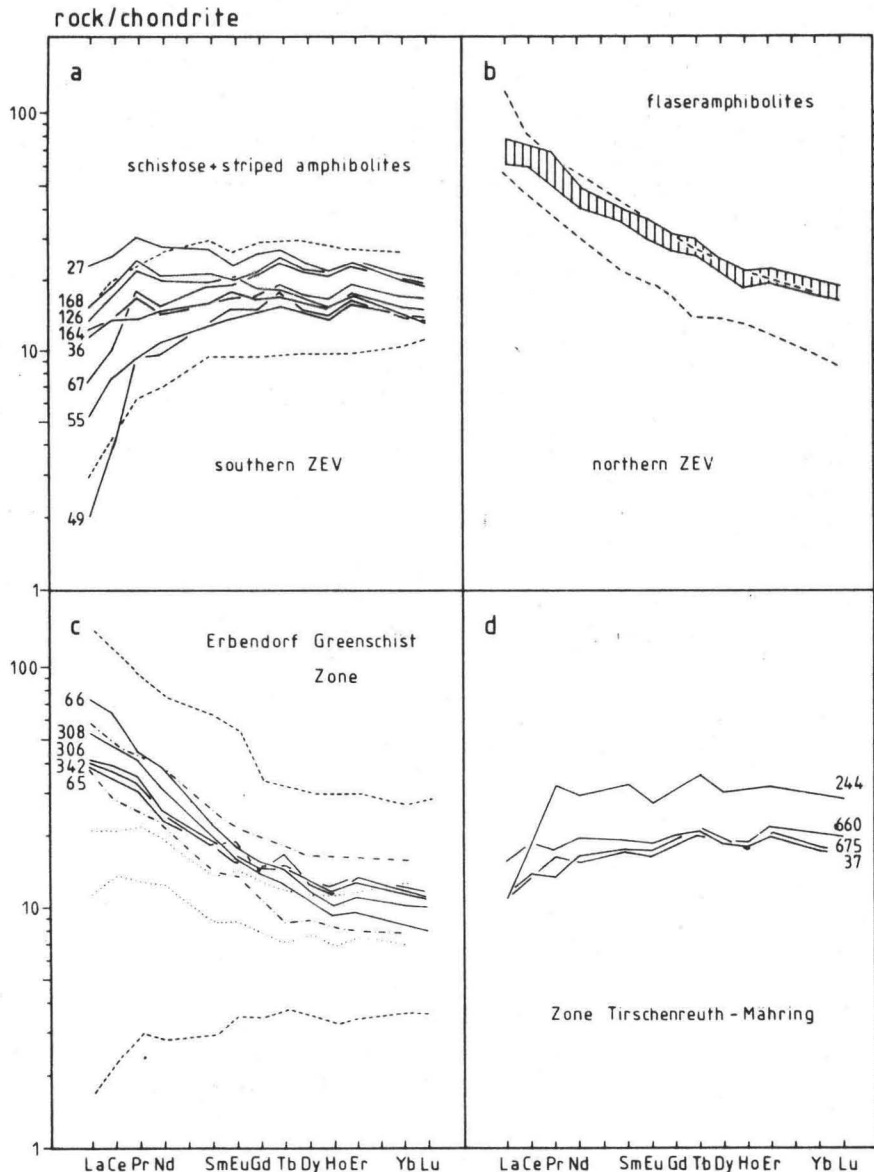 rock/chondrite
a
b
flaseramphibolites
100
schistose+striped amphibolites
27
168
126
164
36
10
67
55
southern ZEV
northern ZEV
49
1
c
d
Erbendorf Greenschist
Zone
100
66
308
306
342
65
244
660
675
37
10
Zone Tirschenreuth-Mähring
1
La Ce Pr Nd Sm Eu Gd Tb Dy Ho Er Yb Lu
La Ce Pr Nd Sm Eu Gd Tb Dy Ho Er Yb Lu